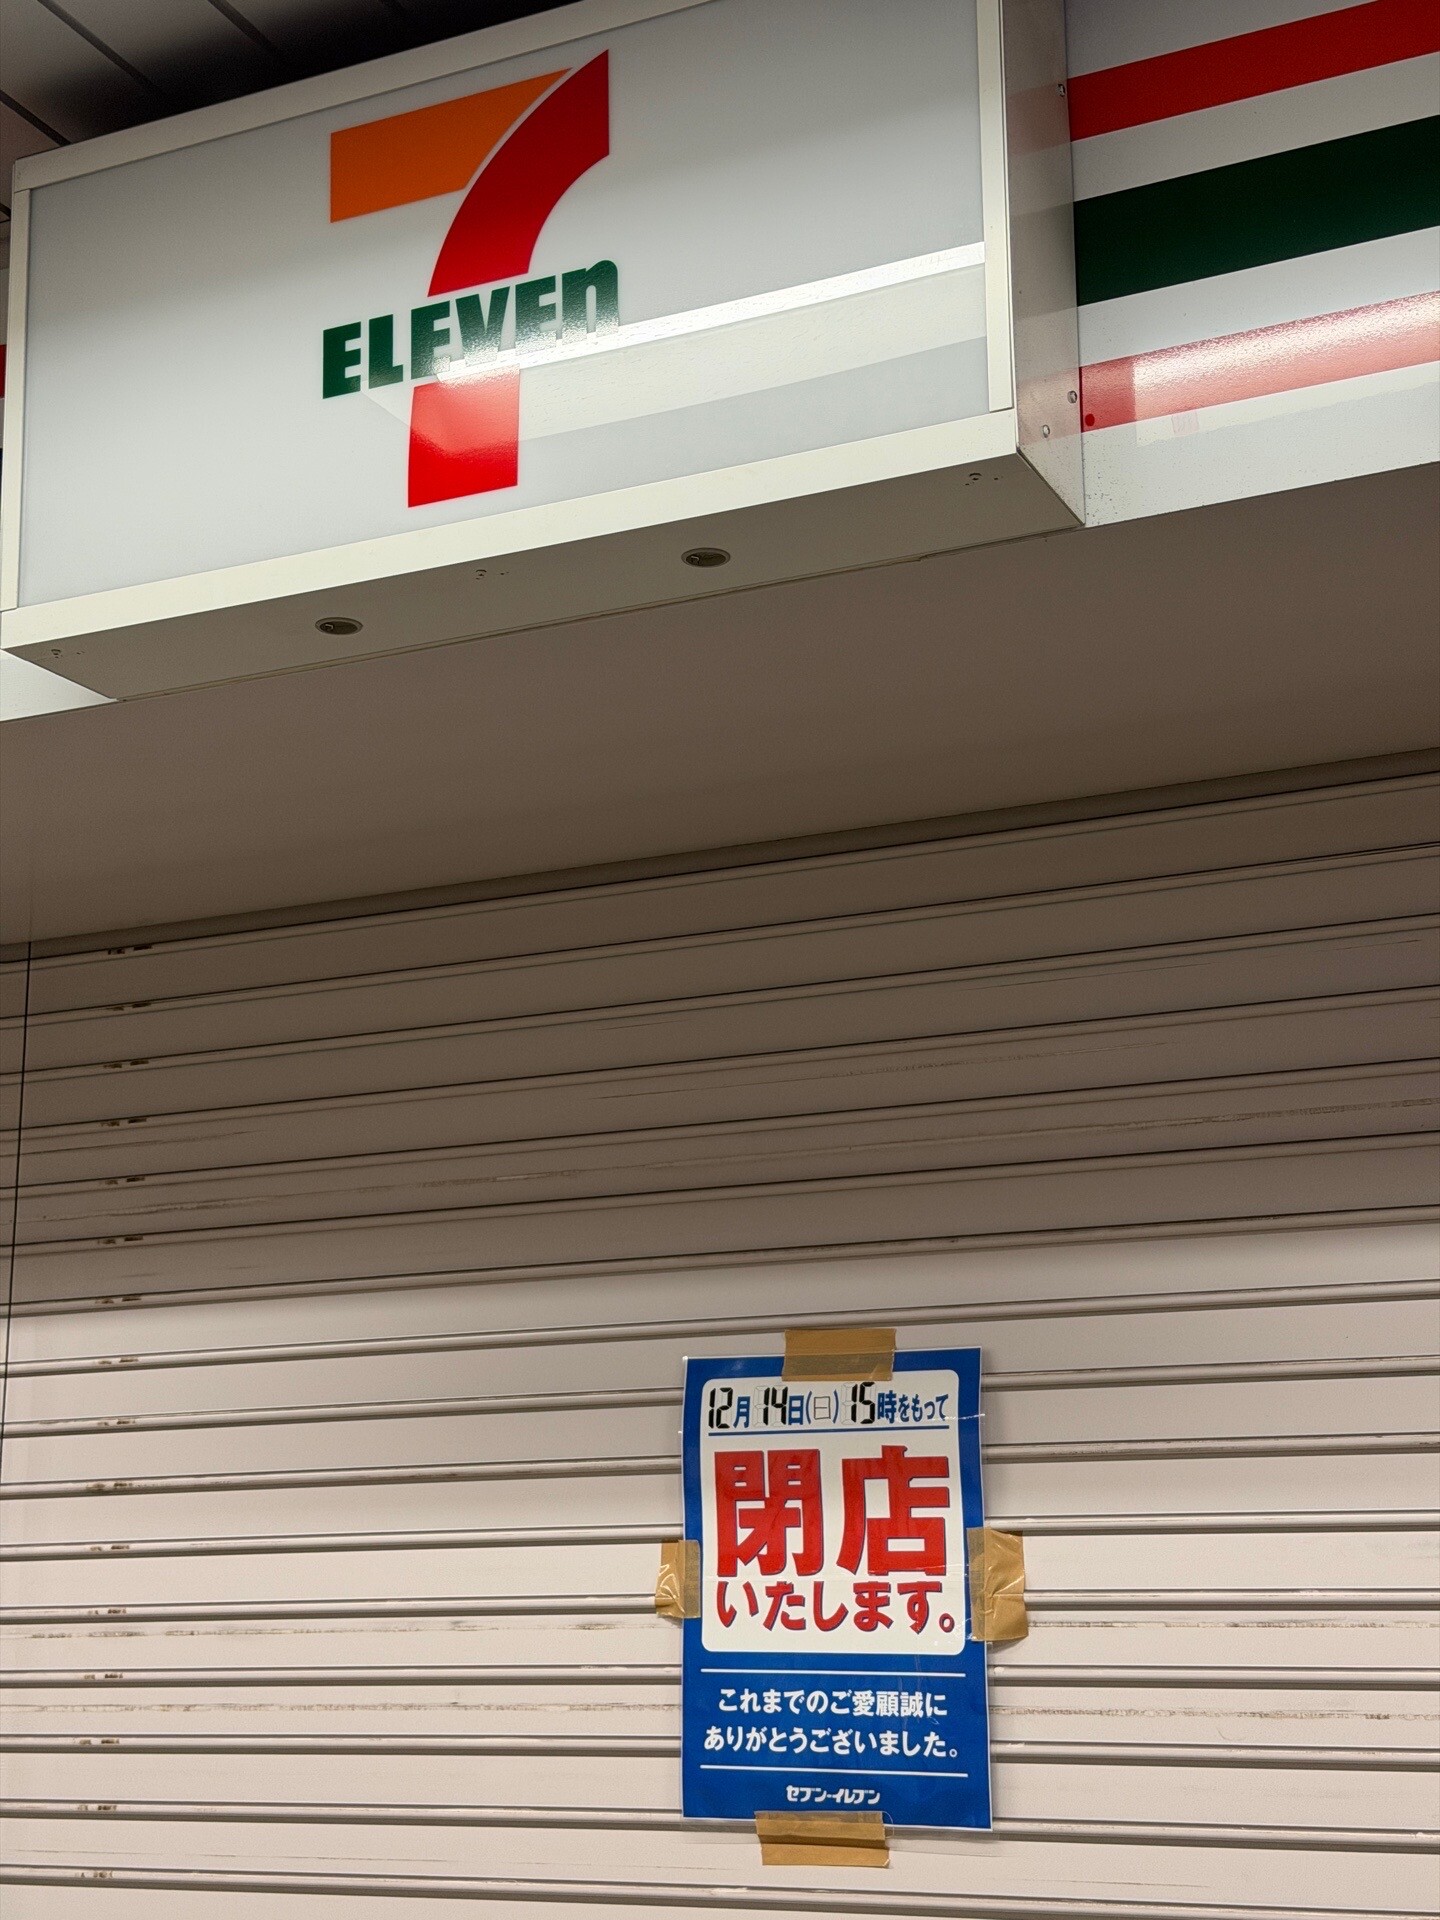 7
ELEVEn
12月14日(日)15時をもって
閉店
いたします。
これまでのご愛顧誠に
ありがとうございました。
セブン-イレブン